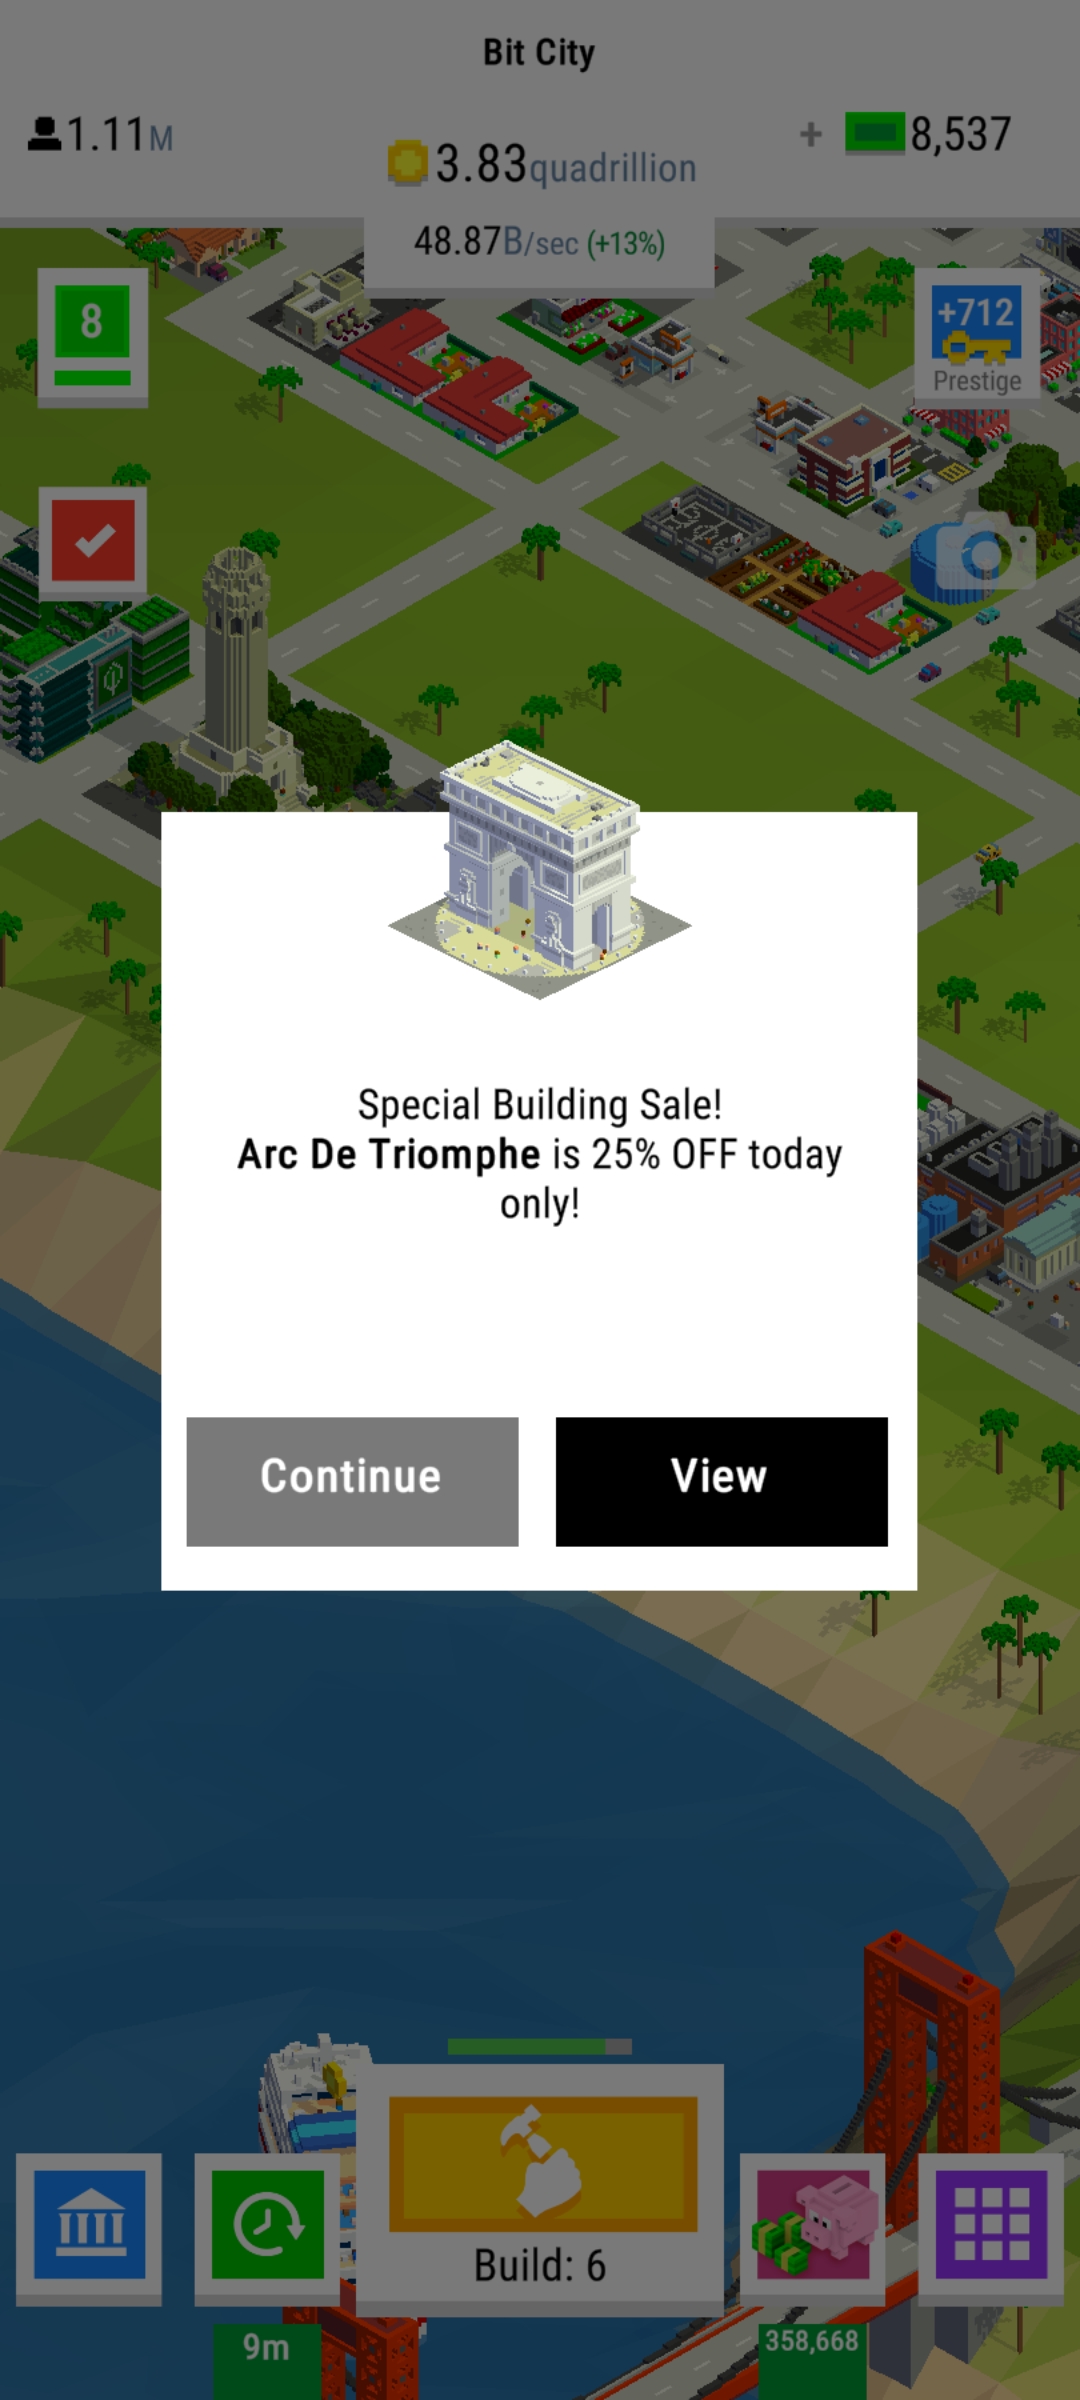 Bit City
1.11M
3.83quadrillion
+ 8,537
48.87B/sec (+13%)
8
+712
Prestige
Special Building Sale!
Arc De Triomphe is 25% OFF today
only!
Continue
View
Build: 6
9m
358,668